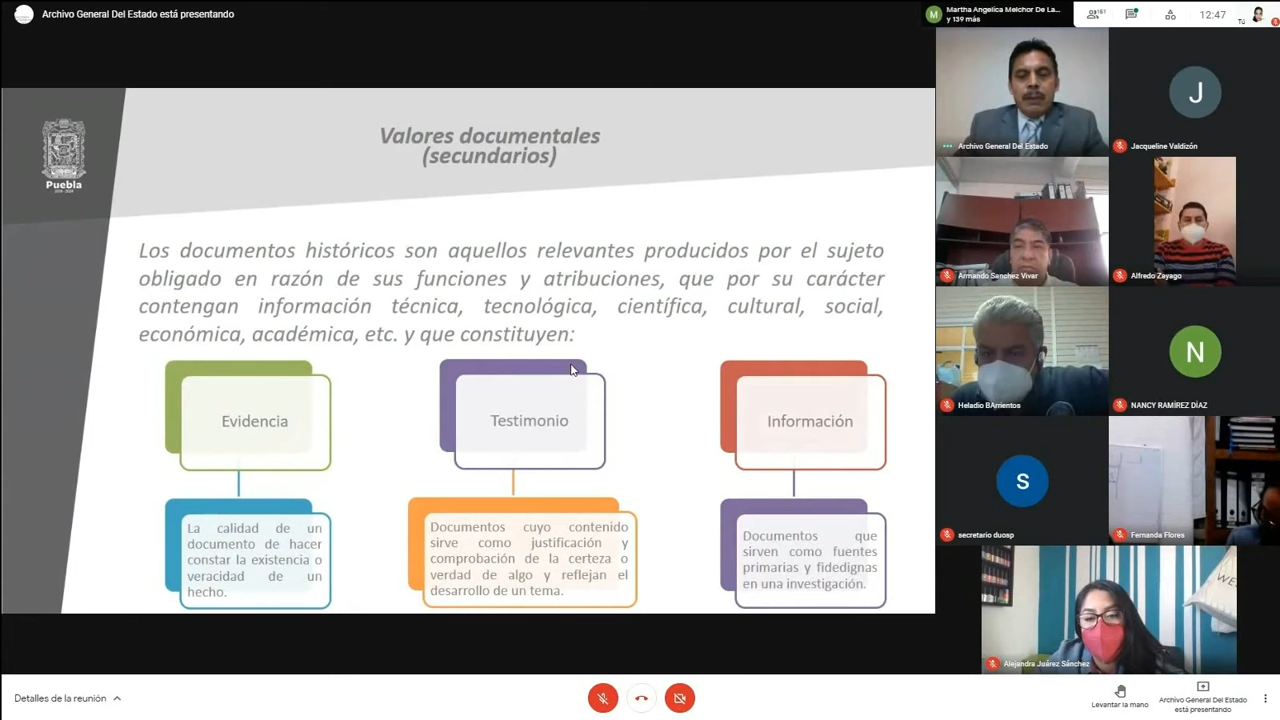 Archivo General Del Estado está presentando
M
Martha Angelica Melchor De La...
y 139 más
161
12:47
Tú
Puebla
Valores documentales
(secundarios)
Los documentos históricos son aquellos relevantes producidos por el sujeto
obligado en razón de sus funciones y atribuciones, que por su carácter
contengan información técnica, tecnológica, científica, cultural, social,
económica, académica, etc. y que constituyen:
Evidencia
Testimonio
Información
La calidad de un
documento de hacer
constar la existencia o
veracidad de un
hecho.
Documentos cuyo contenido
sirve como justificación y
comprobación de la certeza o
verdad de algo y reflejan el
desarrollo de un tema.
Documentos que
sirven como fuentes
primarias y fidedignas
en una investigación.
Archivo General Del Estado
J
Jacqueline Valdizón
Armando Sanchez Vivar
Alfredo Zayago
Heladio BArrientos
N
NANCY RAMÍREZ DÍAZ
S
secretario duosp
Fernanda Flores
Alejandra Juárez Sánchez
Detalles de la reunión
Levantar la mano
Archivo General Del Estado
está presentando